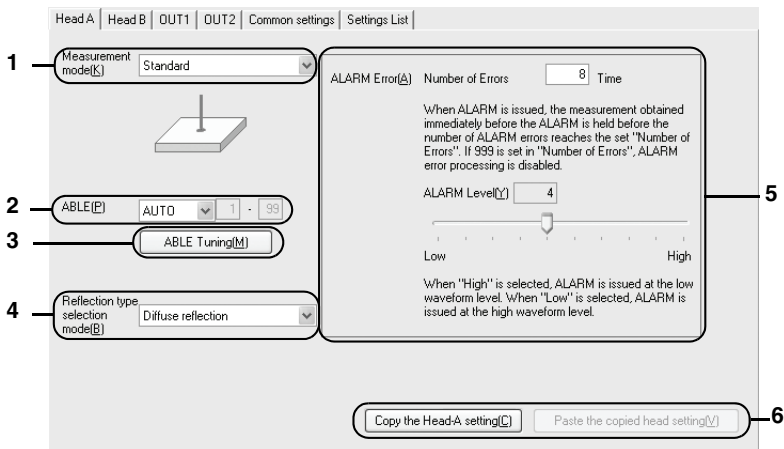 Head A Head B OUT1 OUT2 Common settings Settings List
1
Measurement
mode(K)
Standard
2
ABLE(P)
AUTO 1 - 99
3
ABLE Tuning(M)
4
Reflection type
selection
mode(B)
Diffuse reflection
ALARM Error(A) Number of Errors 8 Time
When ALARM is issued, the measurement obtained
immediately before the ALARM is held before the
number of ALARM errors reaches the set "Number of
Errors". If 999 is set in "Number of Errors", ALARM
error processing is disabled.
5
ALARM Level(Y) 4
Low High
When "High" is selected, ALARM is issued at the low
waveform level. When "Low" is selected, ALARM is
issued at the high waveform level.
Copy the Head-A setting(C) Paste the copied head setting(V)
6